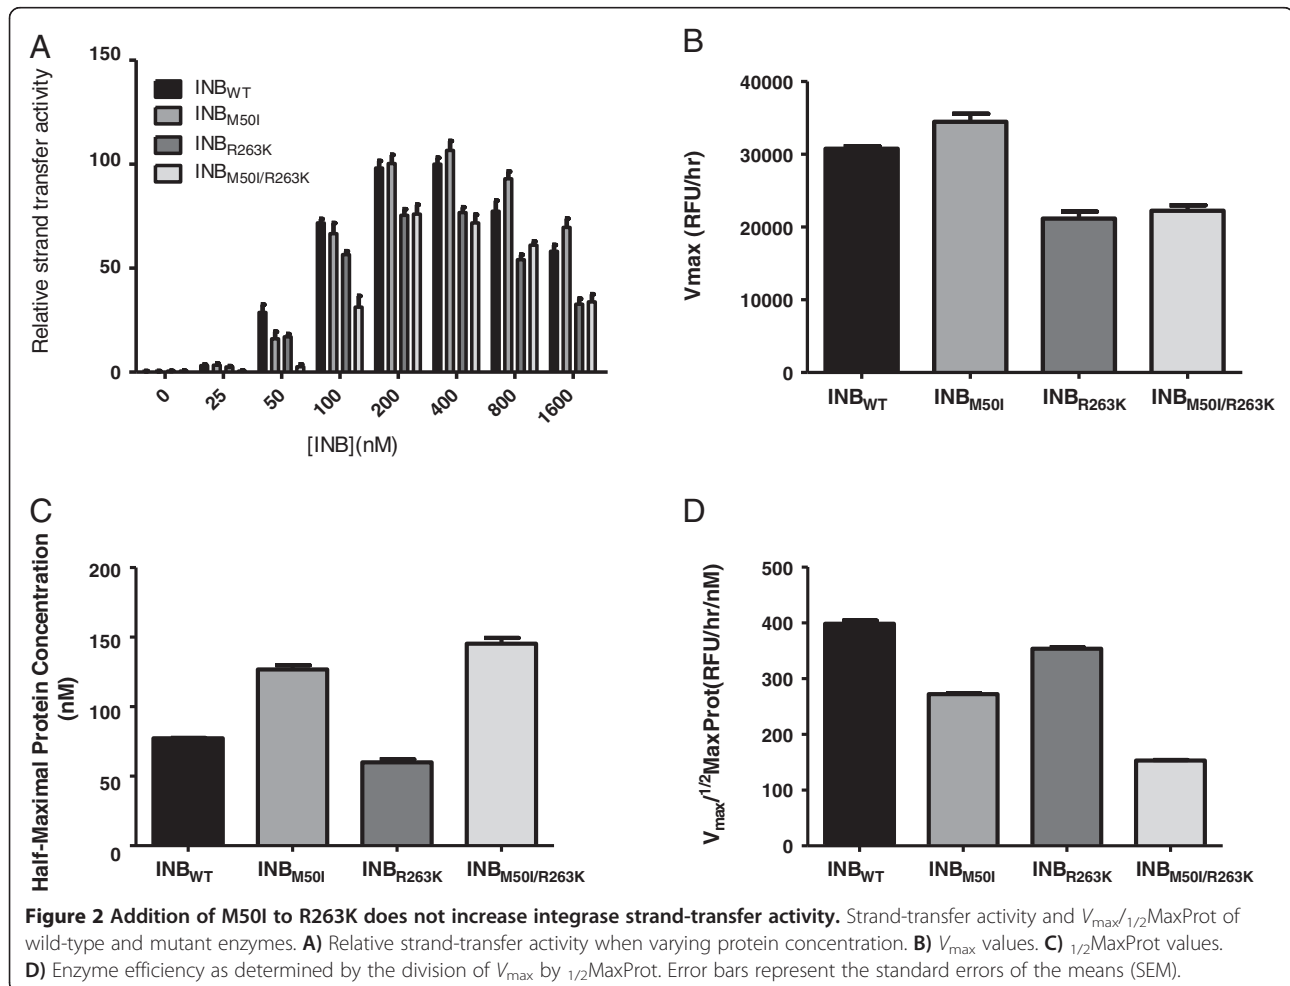 A
150
100
50
0
Relative strand transfer activity
INB_WT
INB_M50I
INB_R263K
INB_M50I/R263K
0 25 50 100 200 400 800 1600
[INB](nM)
B
40000
30000
20000
10000
0
Vmax (RFU/hr)
INB_WT INB_M50I INB_R263K INB_M50I/R263K
C
200
150
100
50
0
Half-Maximal Protein Concentration
(nM)
INB_WT INB_M50I INB_R263K INB_M50I/R263K
D
500
400
300
200
100
0
V_max/^1/2MaxProt(RFU/hr/nM)
INB_WT INB_M50I INB_R263K INB_M50I/R263K
Figure 2 Addition of M50I to R263K does not increase integrase strand-transfer activity. Strand-transfer activity and V_max/_1/2MaxProt of
wild-type and mutant enzymes. A) Relative strand-transfer activity when varying protein concentration. B) V_max values. C) _1/2MaxProt values.
D) Enzyme efficiency as determined by the division of V_max by _1/2MaxProt. Error bars represent the standard errors of the means (SEM).